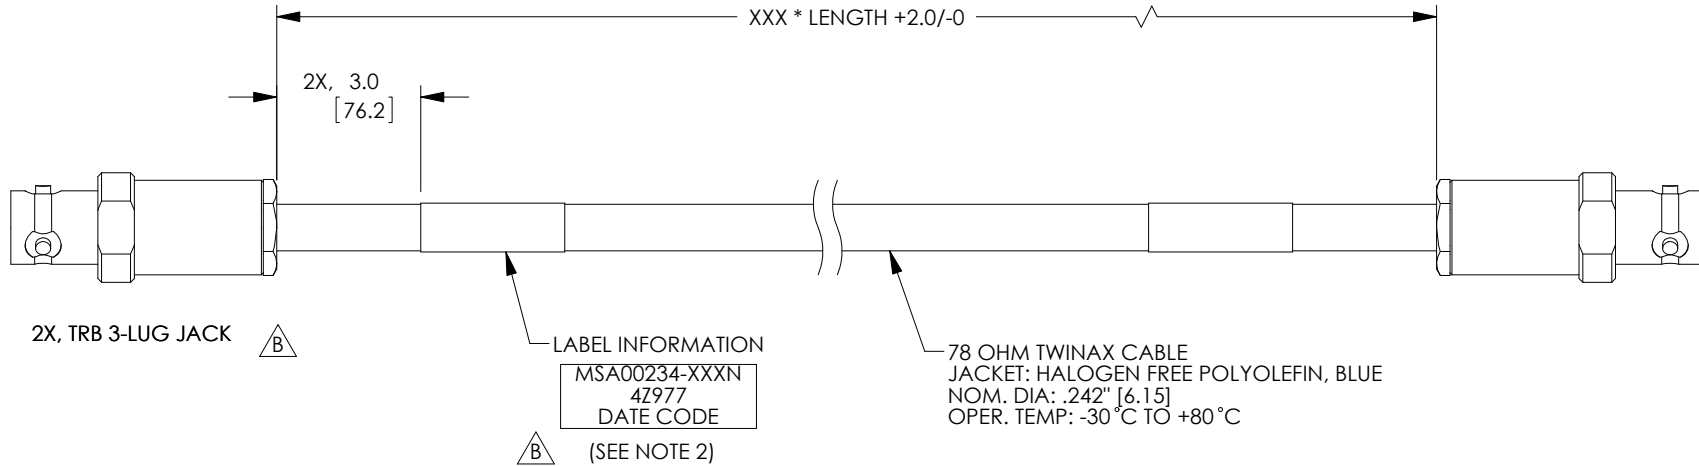 XXX * LENGTH +2.0/-0
2X, 3.0
[76.2]
2X, TRB 3-LUG JACK
B
LABEL INFORMATION
MSA00234-XXXN
4Z977
DATE CODE
B
(SEE NOTE 2)
78 OHM TWINAX CABLE
JACKET: HALOGEN FREE POLYOLEFIN, BLUE
NOM. DIA: .242" [6.15]
OPER. TEMP: -30°C TO +80°C